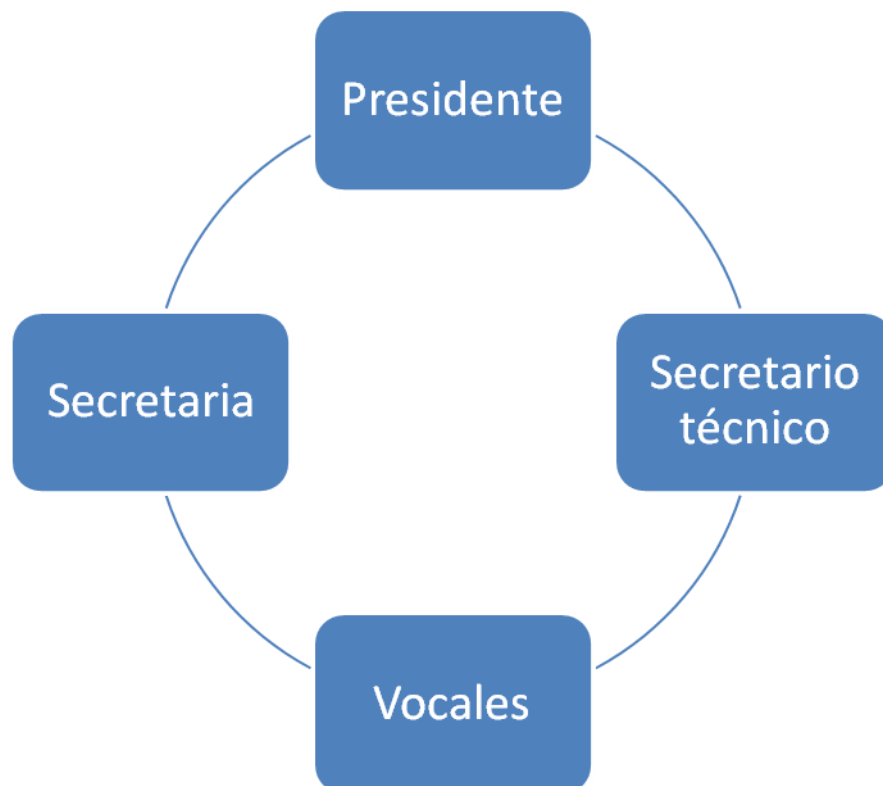 Presidente
Secretaria
Secretario
técnico
Vocales